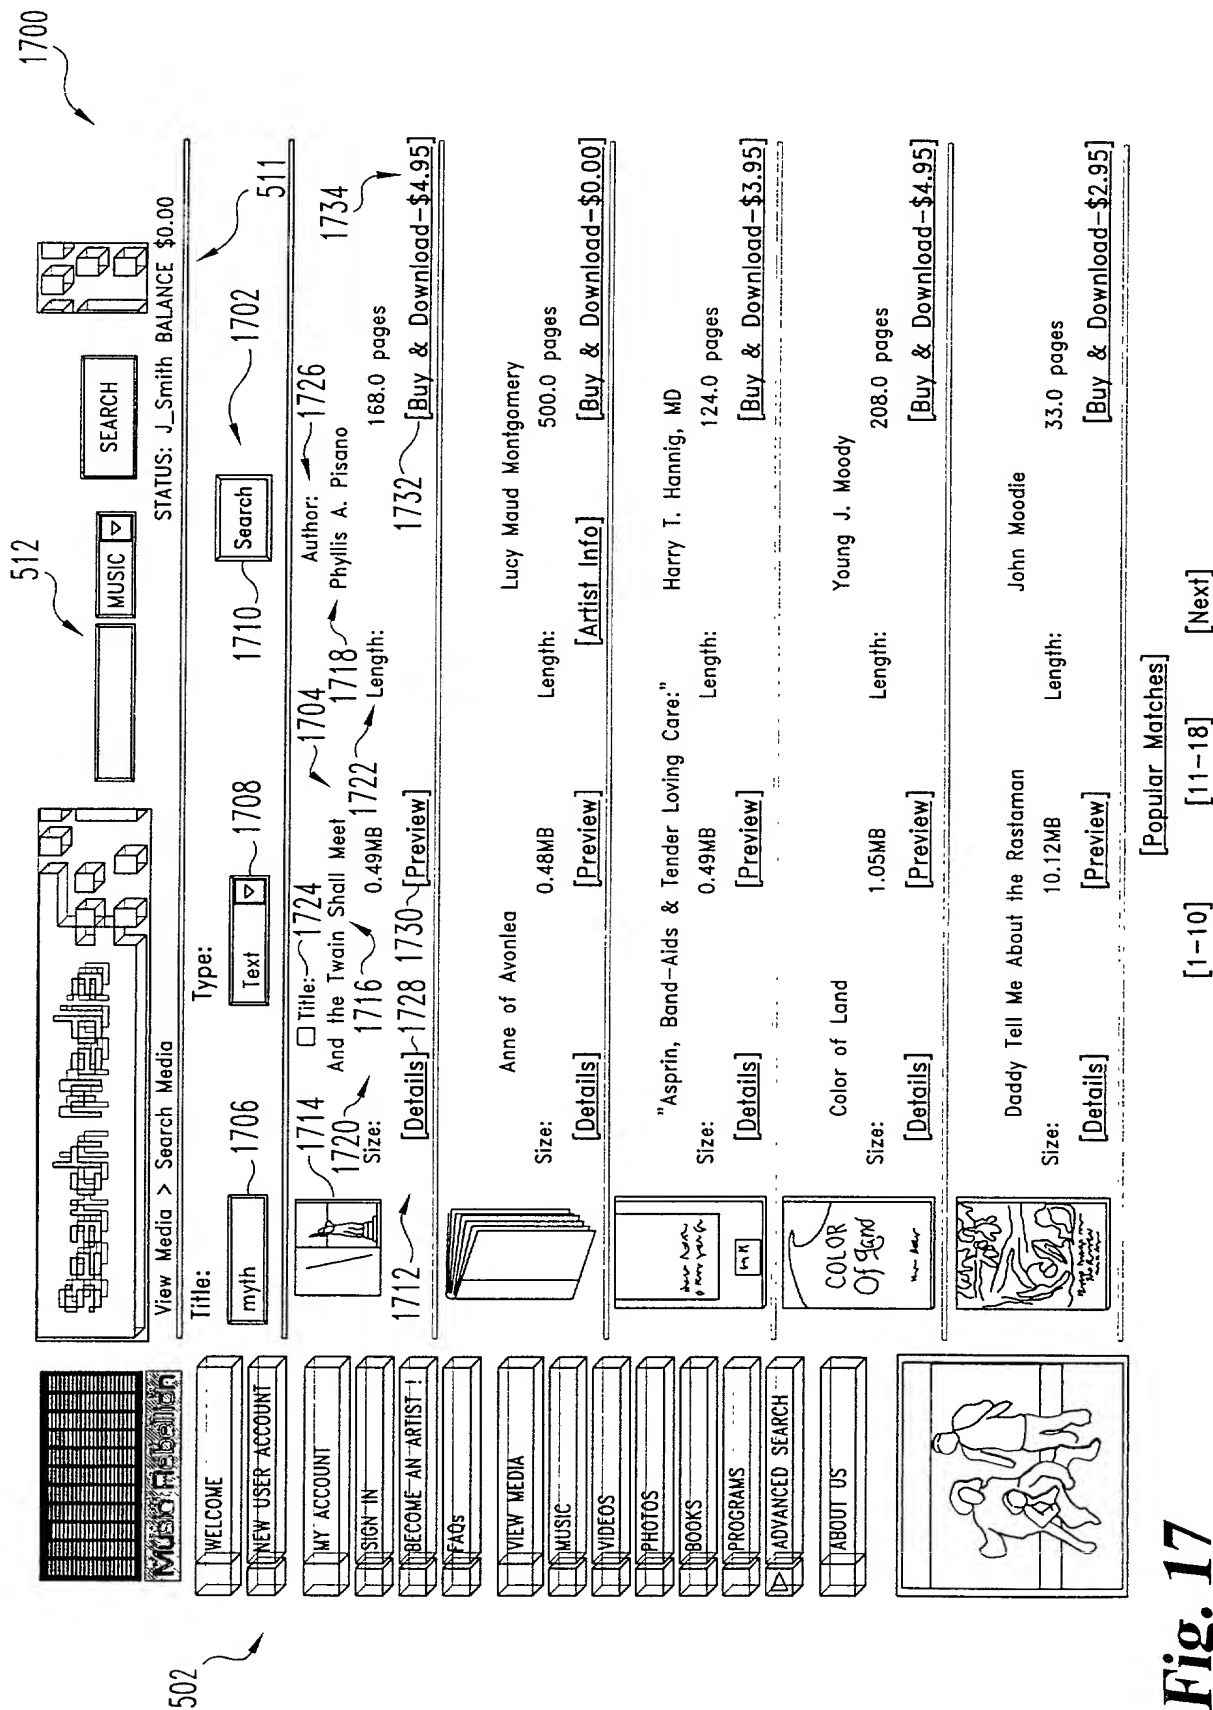 1700
512
Search Media
MUSIC
SEARCH
Music Rebellion
View Media > Search Media
STATUS: J_Smith BALANCE $0.00
511
502
WELCOME
NEW USER ACCOUNT
MY ACCOUNT
SIGN IN
BECOME AN ARTIST !
FAQs
VIEW MEDIA
MUSIC
VIDEOS
PHOTOS
BOOKS
PROGRAMS
ADVANCED SEARCH
ABOUT US
Title: 1706
Type: 1708
1702
myth
Text
1710 Search
1714
Title: 1724
1704
Author: 1726
And the Twain Shall Meet
1718 Phyllis A. Pisano
1720 1716 1722
Size: 0.49MB Length: 168.0 pages
1734
1712
[Details] 1728 1730 [Preview] 1732 [Buy & Download-$4.95]
Anne of Avonlea Lucy Maud Montgomery
Size: 0.48MB Length: 500.0 pages
[Details] [Preview] [Artist Info] [Buy & Download-$0.00]
"Asprin, Band-Aids & Tender Loving Care:" Harry T. Hannig, MD
Size: 0.49MB Length: 124.0 pages
[Details] [Preview] [Buy & Download-$3.95]
COLOR
Of Land
Color of Land Young J. Moody
Size: 1.05MB Length: 208.0 pages
[Details] [Preview] [Buy & Download-$4.95]
Daddy Tell Me About the Rastaman John Moodie
Size: 10.12MB Length: 33.0 pages
[Details] [Preview] [Buy & Download-$2.95]
[Popular Matches]
[1-10] [11-18] [Next]
Fig. 17